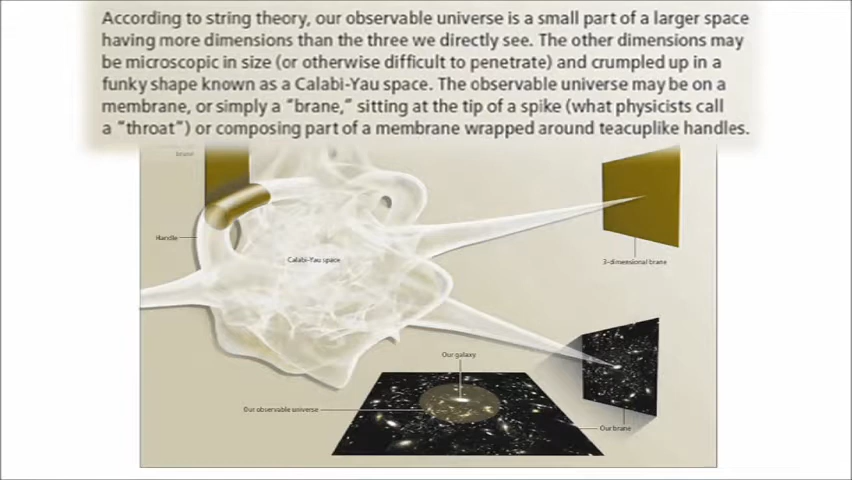 According to string theory, our observable universe is a small part of a larger space
having more dimensions than the three we directly see. The other dimensions may
be microscopic in size (or otherwise difficult to penetrate) and crumpled up in a
funky shape known as a Calabi-Yau space. The observable universe may be on a
membrane, or simply a “brane,” sitting at the tip of a spike (what physicists call
a “throat”) or composing part of a membrane wrapped around teacuplike handles.
brane
Handle
Calabi-Yau space
3-dimensional brane
Our galaxy
Our observable universe
Our brane